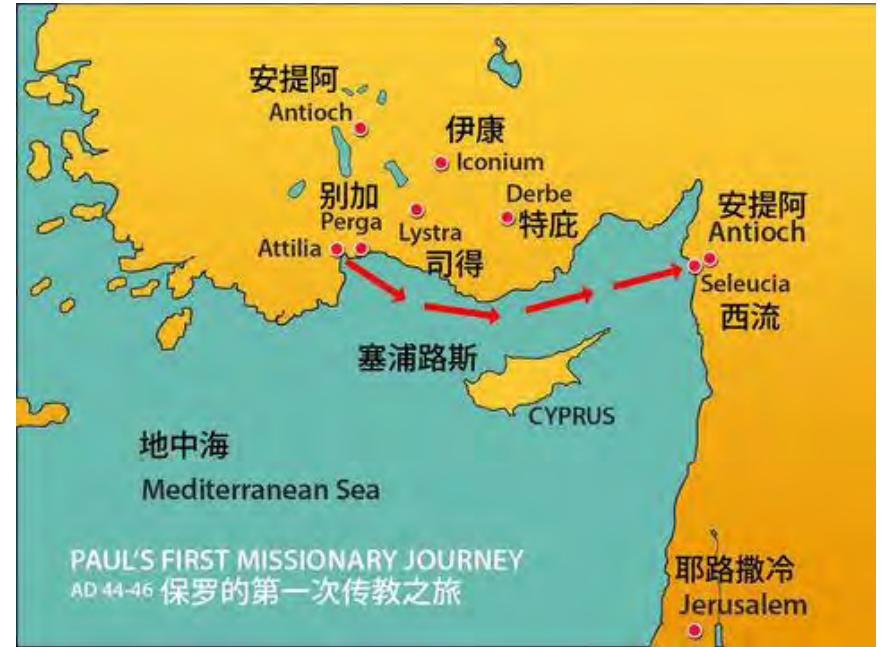 安提阿
Antioch
伊康
Iconium
别加
Perga
Derbe
特庇
安提阿
Antioch
Attilia
Lystra
司得
Seleucia
西流
塞浦路斯
CYPRUS
地中海
Mediterranean Sea
PAUL'S FIRST MISSIONARY JOURNEY
AD 44-46 保罗的第一次传教之旅
耶路撒冷
Jerusalem